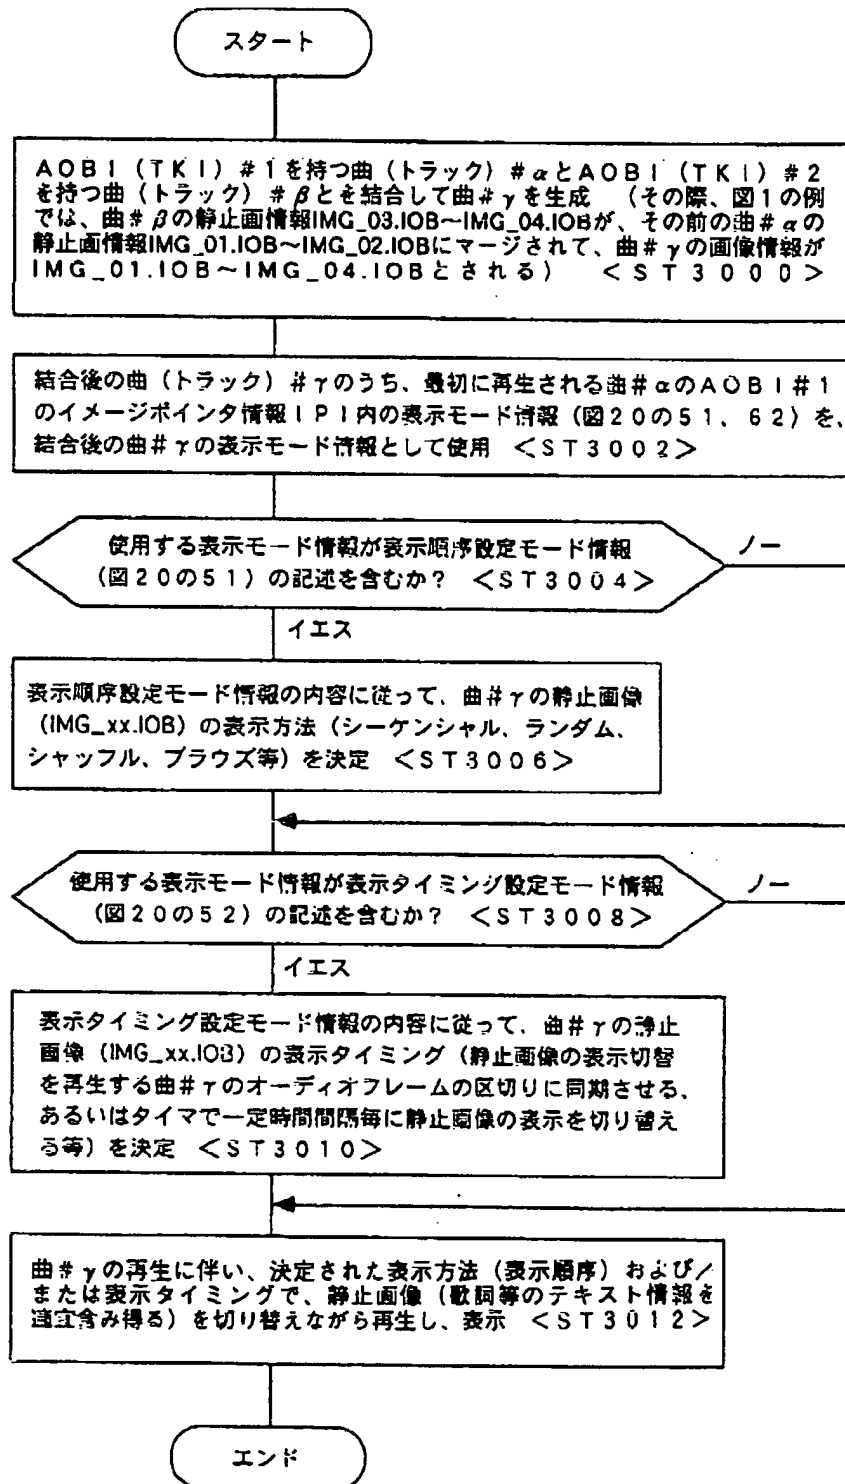 スタート
AOBI(TKI)#1を持つ曲(トラック)#αとAOBI(TKI)#2
を持つ曲(トラック)#βとを結合して曲#γを生成 (その際、図1の例
では、曲#βの静止画情報IMG_03.IOB~IMG_04.IOBが、その前の曲#αの
静止画情報IMG_01.IOB~IMG_02.IOBにマージされて、曲#γの画像情報が
IMG_01.IOB~IMG_04.IOBとされる) <ST3000>
結合後の曲(トラック)#γのうち、最初に再生される曲#αのAOBI#1
のイメージポインタ情報IPI内の表示モード情報(図20の51、62)を、
結合後の曲#γの表示モード情報として使用 <ST3002>
使用する表示モード情報が表示順序設定モード情報
(図20の51)の記述を含むか? <ST3004>
ノー
イエス
表示順序設定モード情報の内容に従って、曲#γの静止画像
(IMG_xx.IOB)の表示方法(シーケンシャル、ランダム、
シャッフル、ブラウズ等)を決定 <ST3006>
使用する表示モード情報が表示タイミング設定モード情報
(図20の52)の記述を含むか? <ST3008>
ノー
イエス
表示タイミング設定モード情報の内容に従って、曲#γの静止
画像(IMG_xx.IOB)の表示タイミング(静止画像の表示切替
を再生する曲#γのオーディオフレームの区切りに同期させる、
あるいはタイマで一定時間間隔毎に静止画像の表示を切り替え
る等)を決定 <ST3010>
曲#γの再生に伴い、決定された表示方法(表示順序)および/
または表示タイミングで、静止画像(歌詞等のテキスト情報を
適宜含み得る)を切り替えながら再生し、表示 <ST3012>
エンド